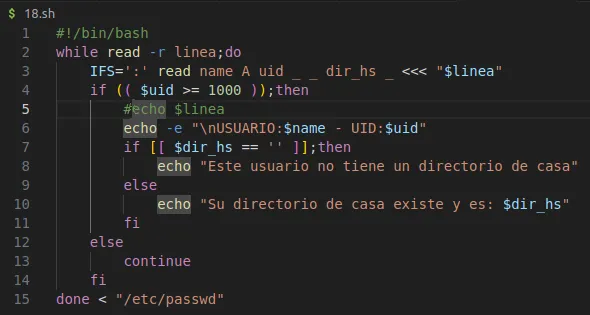 $ 18.sh
1 #!/bin/bash
2 while read -r linea;do
3     IFS=':' read name A uid _ _ dir_hs _ <<< "$linea"
4     if (( $uid >= 1000 ));then
5         #echo $linea
6         echo -e "\nUSUARIO:$name - UID:$uid"
7         if [[ $dir_hs == '' ]];then
8             echo "Este usuario no tiene un directorio de casa"
9         else
10             echo "Su directorio de casa existe y es: $dir_hs"
11         fi
12     else
13         continue
14     fi
15 done < "/etc/passwd"